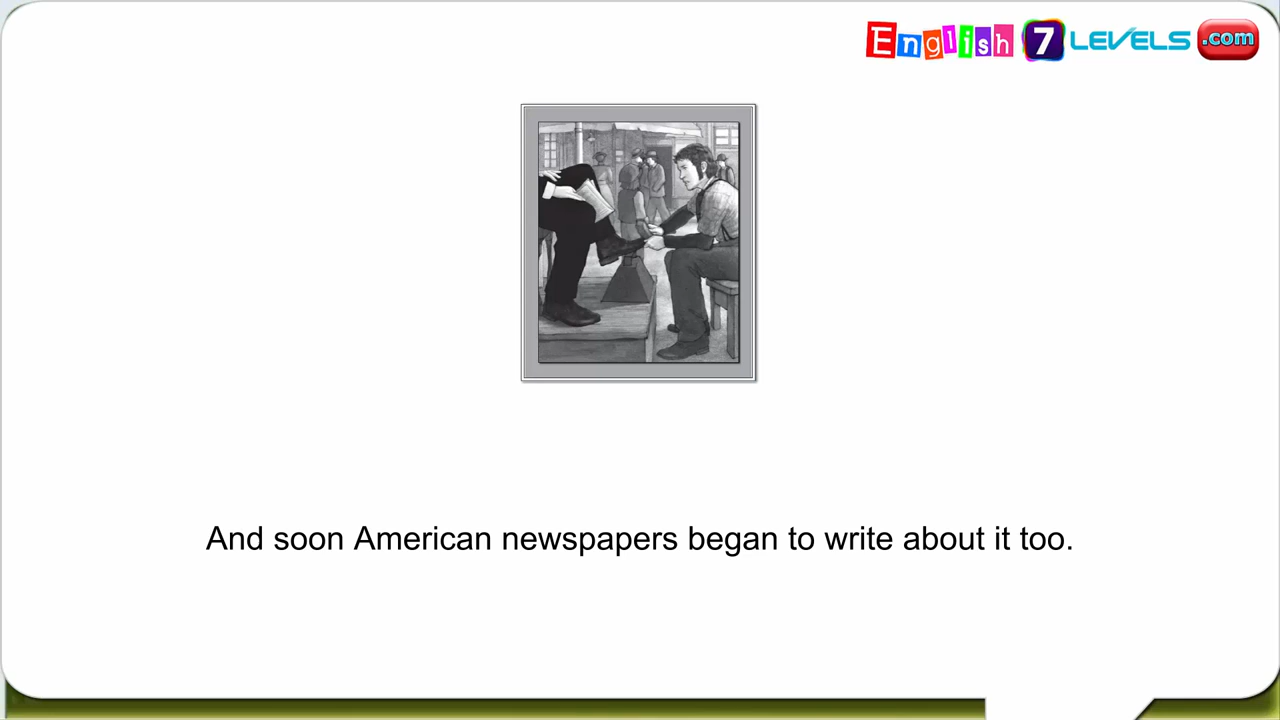 English 7 LEVELS .com
And soon American newspapers began to write about it too.